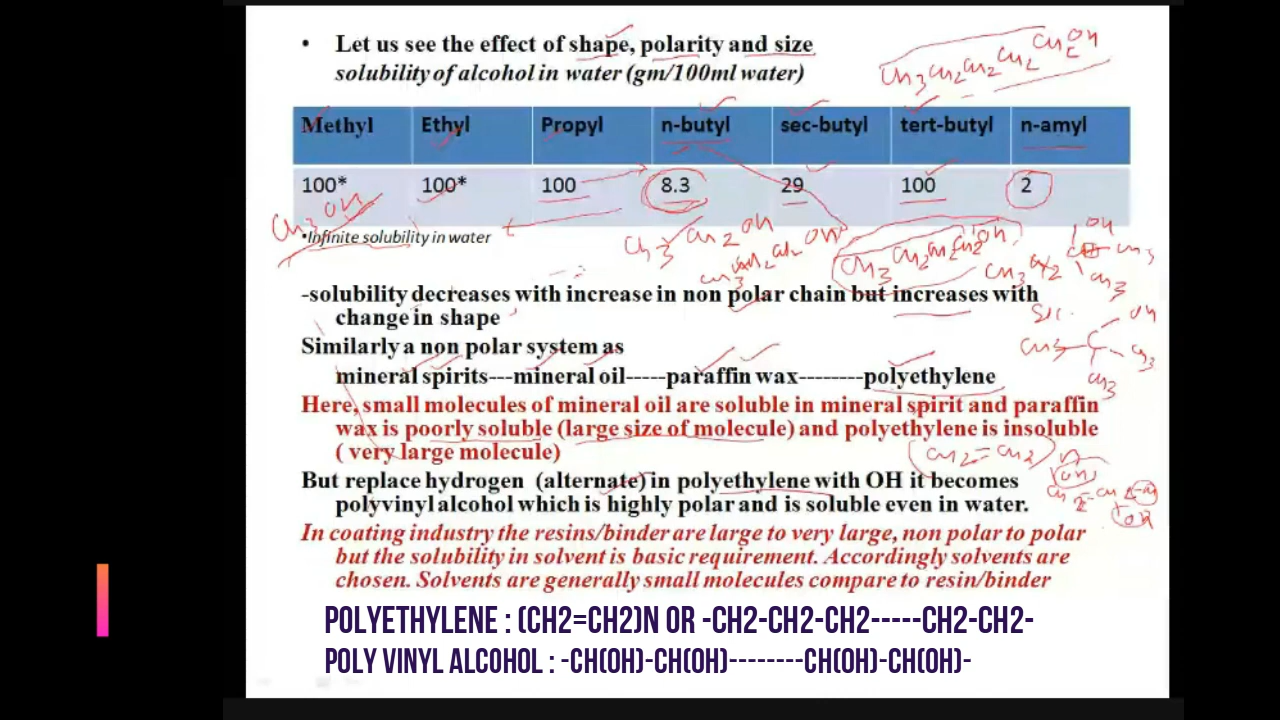 • Let us see the effect of shape, polarity and size
solubility of alcohol in water (gm/100ml water)
CH3CH2CH2CH2CH2OH
Methyl Ethyl Propyl n-butyl sec-butyl tert-butyl n-amyl
100* 100* 100 8.3 29 100 2
CH3OH
•Infinite solubility in water
CH3CH2OH
CH3CH2CH2OH
CH3CH2CH2CH2OH
-solubility decreases with increase in non polar chain but increases with
change in shape
Similarly a non polar system as
mineral spirits---mineral oil-----paraffin wax--------polyethylene
Here, small molecules of mineral oil are soluble in mineral spirit and paraffin
wax is poorly soluble (large size of molecule) and polyethylene is insoluble
( very large molecule)
(CH2=CH2)n
But replace hydrogen (alternate) in polyethylene with OH it becomes
polyvinyl alcohol which is highly polar and is soluble even in water.
In coating industry the resins/binder are large to very large, non polar to polar
but the solubility in solvent is basic requirement. Accordingly solvents are
chosen. Solvents are generally small molecules compare to resin/binder
POLYETHYLENE : (CH2=CH2)N OR -CH2-CH2-CH2-----CH2-CH2-
POLY VINYL ALCOHOL : -CH(OH)-CH(OH)--------CH(OH)-CH(OH)-